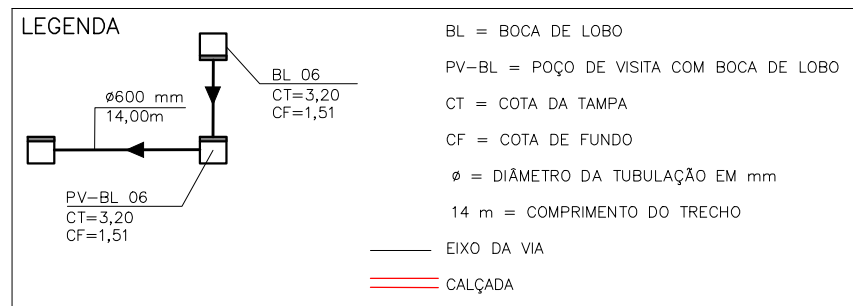 LEGENDA
BL 06
CT=3,20
CF=1,51
ø600 mm
14,00m
PV-BL 06
CT=3,20
CF=1,51
BL = BOCA DE LOBO
PV-BL = POÇO DE VISITA COM BOCA DE LOBO
CT = COTA DA TAMPA
CF = COTA DE FUNDO
ø = DIÂMETRO DA TUBULAÇÃO EM mm
14 m = COMPRIMENTO DO TRECHO
EIXO DA VIA
CALÇADA